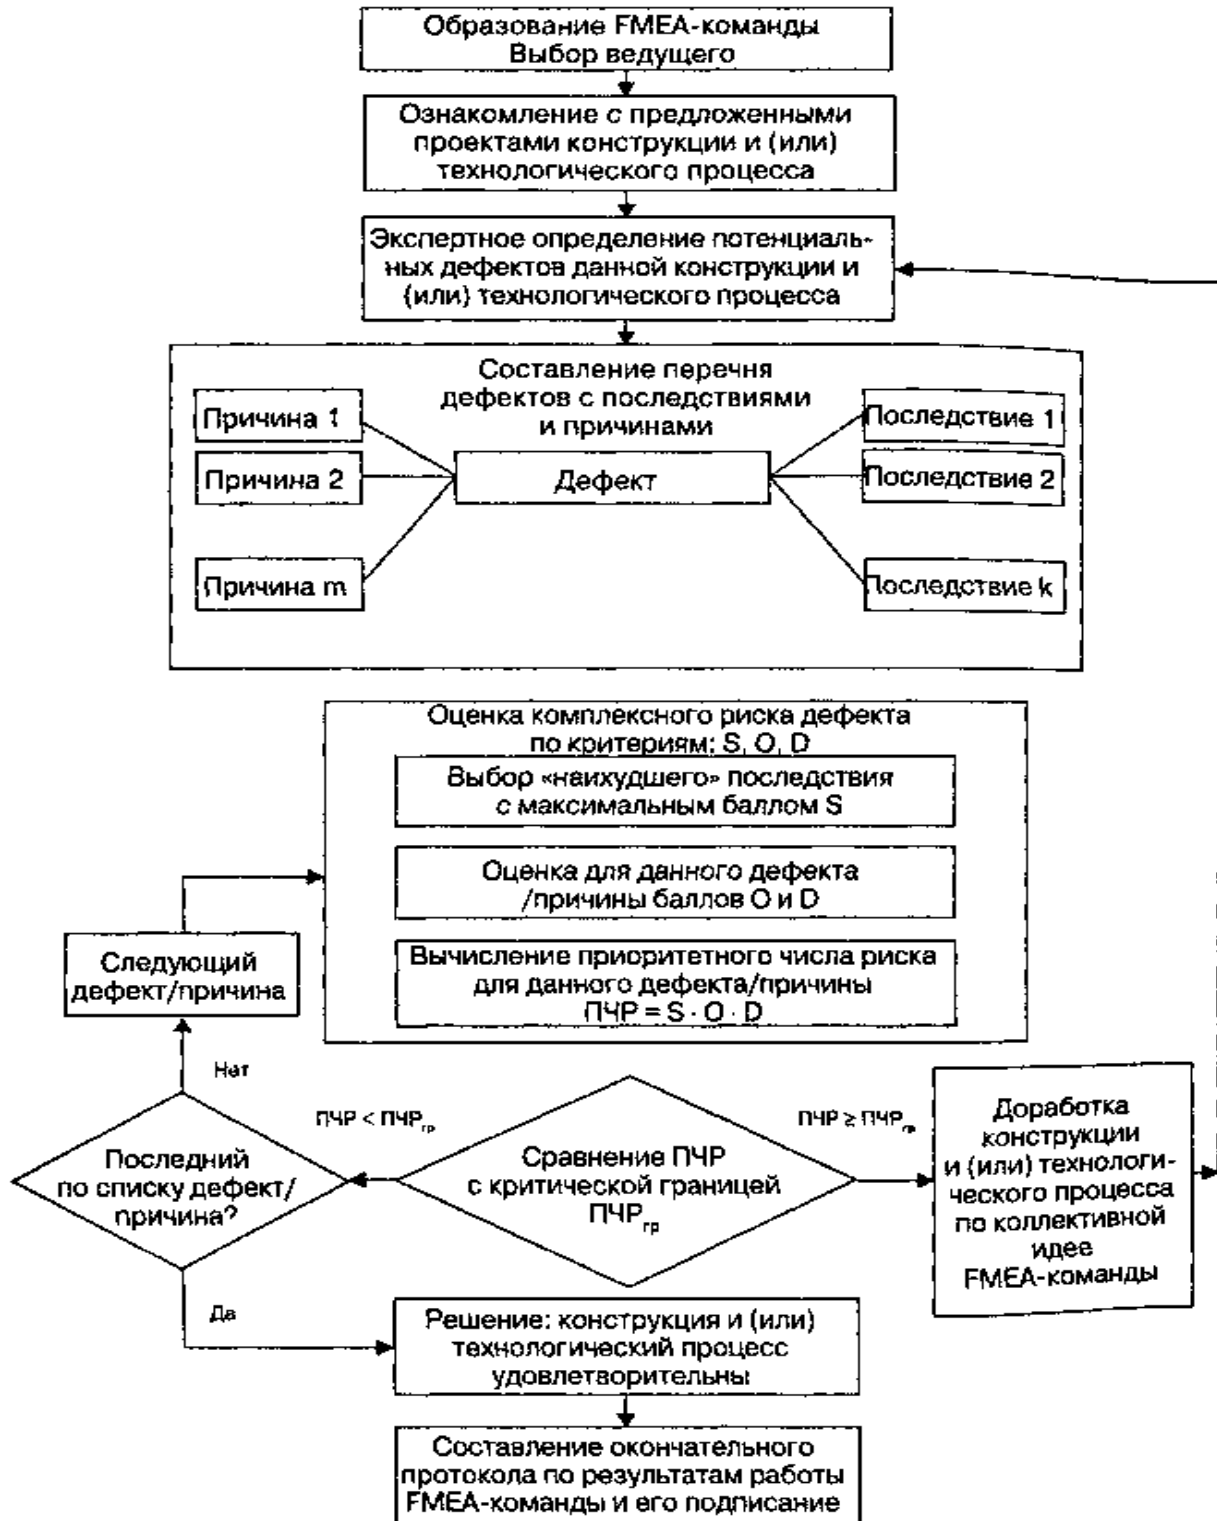 Образование FMEA-команды
Выбор ведущего
Ознакомление с предложенными
проектами конструкции и (или)
технологического процесса
Экспертное определение потенциаль-
ных дефектов данной конструкции и
(или) технологического процесса
Составление перечня
дефектов с последствиями
и причинами
Причина 1
Причина 2
Причина m
Дефект
Последствие 1
Последствие 2
Последствие k
Оценка комплексного риска дефекта
по критериям: S, O, D
Выбор «наихудшего» последствия
с максимальным баллом S
Оценка для данного дефекта
/причины баллов O и D
Вычисление приоритетного числа риска
для данного дефекта/причины
ПЧР = S · O · D
Следующий
дефект/причина
Нет
Последний
по списку дефект/
причина?
Да
ПЧР < ПЧРгр
Сравнение ПЧР
с критической границей
ПЧРгр
ПЧР ≥ ПЧРгр
Доработка
конструкции
и (или) технологи-
ческого процесса
по коллективной
идее
FMEA-команды
Решение: конструкция и (или)
технологический процесс
удовлетворительны
Составление окончательного
протокола по результатам работы
FMEA-команды и его подписание